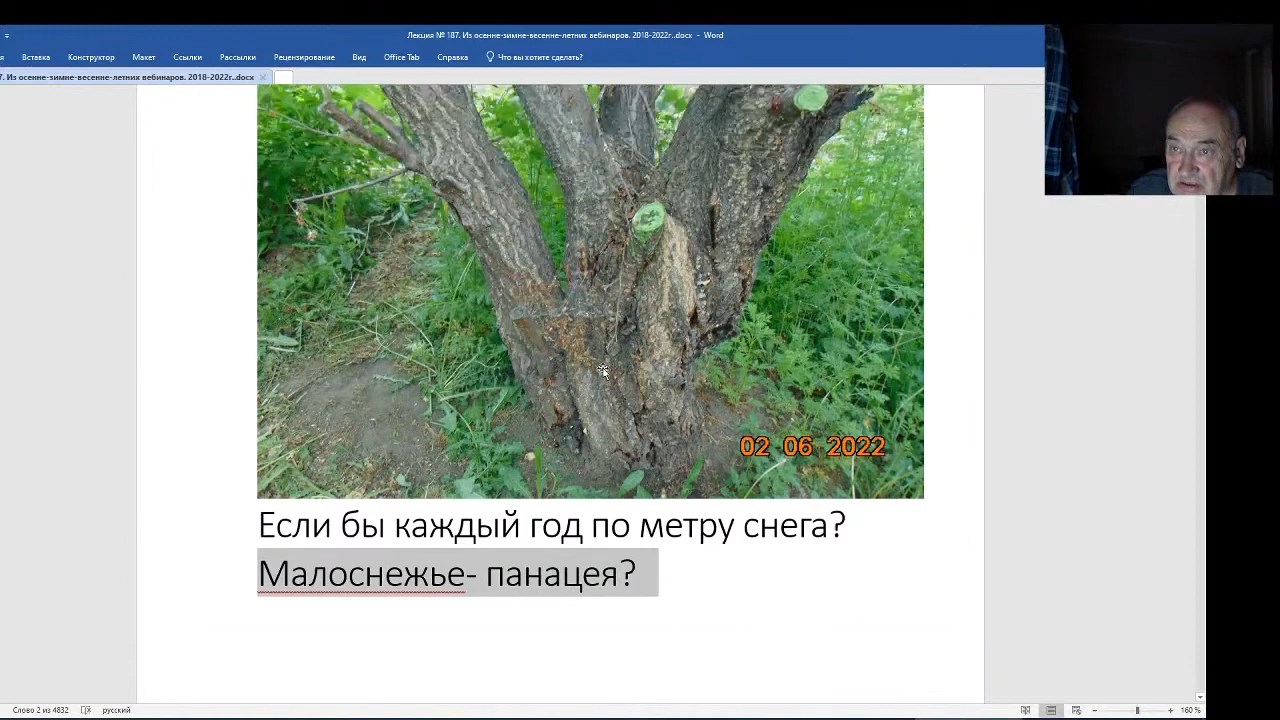 Лекция № 187. Из осенне-зимне-весенне-летних вебинаров. 2018-2022г..docx - Word
Вставка Конструктор Макет Ссылки Рассылки Рецензирование Вид Office Tab Справка Что вы хотите сделать?
7. Из осенне-зимне-весенне-летних вебинаров. 2018-2022г..docx
02 06 2022
Если бы каждый год по метру снега?
Малоснежье- панацея?
Слово 2 из 4832 русский 160 %